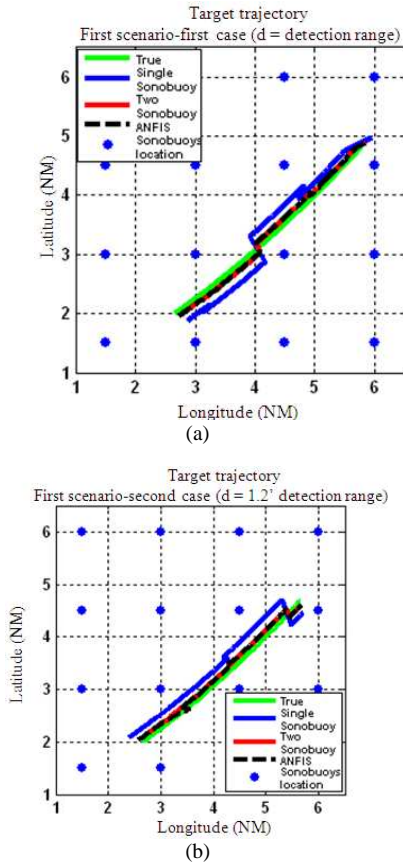 Target trajectory
First scenario-first case (d = detection range)
True
Single
Sonobuoy
Two
Sonobuoy
ANFIS
Sonobuoys
location
6
5
4
3
2
1
Latitude (NM)
1 2 3 4 5 6
Longitude (NM)
(a)
Target trajectory
First scenario-second case (d = 1.2' detection range)
6
5
4
3
2
1
Latitude (NM)
True
Single
Sonobuoy
Two
Sonobuoy
ANFIS
Sonobuoys
location
1 2 3 4 5 6
Longitude (NM)
(b)